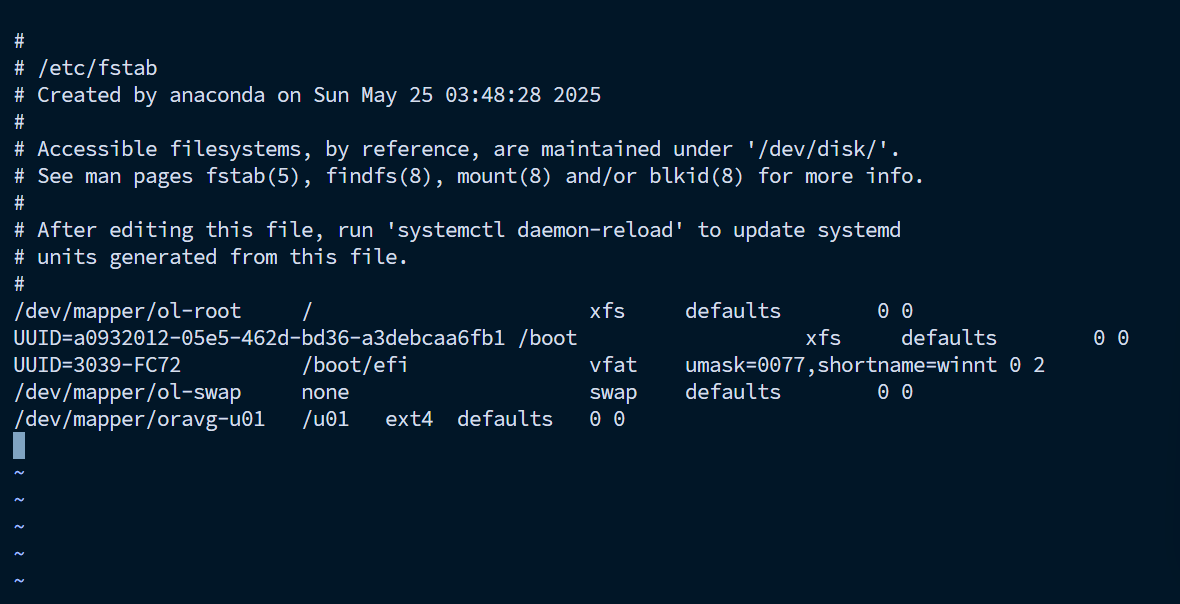 #
# /etc/fstab
# Created by anaconda on Sun May 25 03:48:28 2025
#
# Accessible filesystems, by reference, are maintained under '/dev/disk/'.
# See man pages fstab(5), findfs(8), mount(8) and/or blkid(8) for more info.
#
# After editing this file, run 'systemctl daemon-reload' to update systemd
# units generated from this file.
#
/dev/mapper/ol-root     /                       xfs     defaults        0 0
UUID=a0932012-05e5-462d-bd36-a3debcaa6fb1 /boot                   xfs     defaults        0 0
UUID=3039-FC72          /boot/efi               vfat    umask=0077,shortname=winnt 0 2
/dev/mapper/ol-swap     none                    swap    defaults        0 0
/dev/mapper/oravg-u01   /u01   ext4  defaults   0 0
~
~
~
~
~